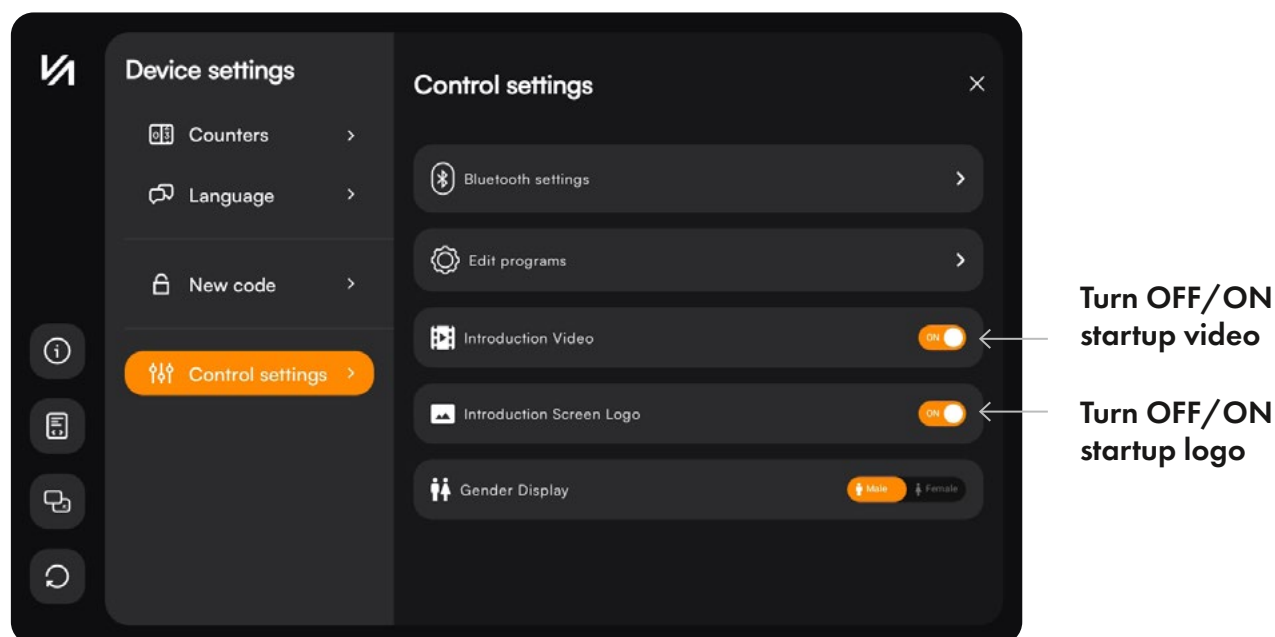 Device settings
Counters
Language
New code
Control settings
Control settings
Bluetooth settings
Edit programs
Introduction Video
ON
Introduction Screen Logo
ON
Gender Display
Male
Female
Turn OFF/ON
startup video
Turn OFF/ON
startup logo